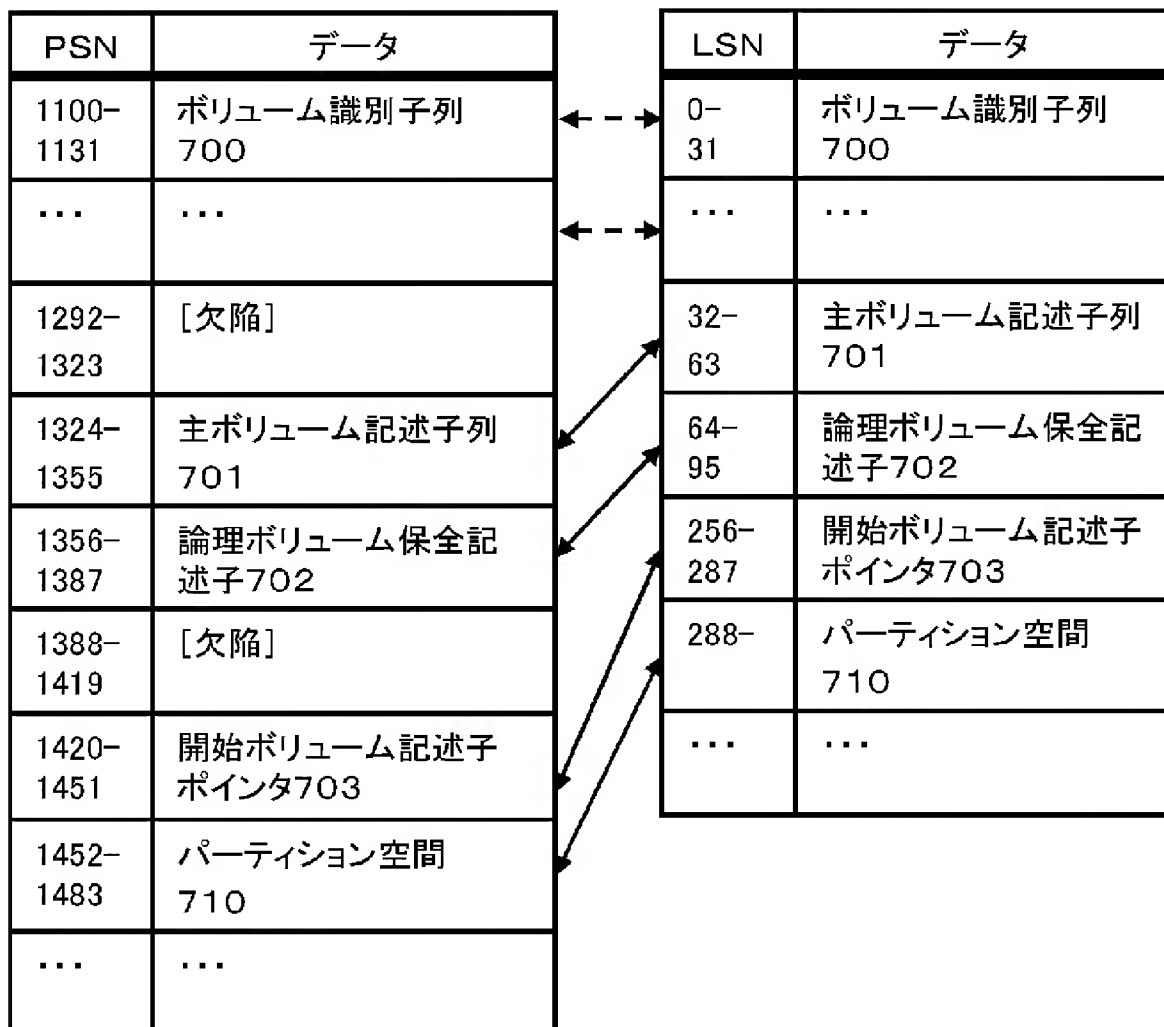 PSN データ
1100-
1131
ボリューム識別子列
700
... ...
1292-
1323
[欠陥]
1324-
1355
主ボリューム記述子列
701
1356-
1387
論理ボリューム保全記
述子702
1388-
1419
[欠陥]
1420-
1451
開始ボリューム記述子
ポインタ703
1452-
1483
パーティション空間
710
... ...
LSN データ
0-
31
ボリューム識別子列
700
... ...
32-
63
主ボリューム記述子列
701
64-
95
論理ボリューム保全記
述子702
256-
287
開始ボリューム記述子
ポインタ703
288-
パーティション空間
710
... ...